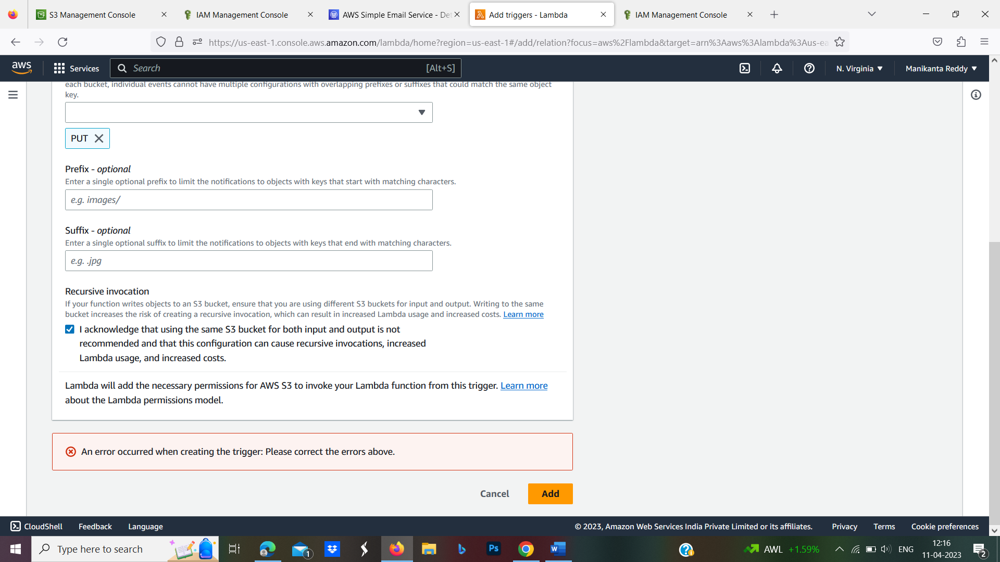 S3 Management Console
IAM Management Console
AWS Simple Email Service - Det
Add triggers - Lambda
IAM Management Console
https://us-east-1.console.aws.amazon.com/lambda/home?region=us-east-1#/add/relation?focus=aws%2Flambda&target=arn%3Aaws%3Alambda%3Aus-ea
aws
Services
Search
[Alt+S]
N. Virginia
Manikanta Reddy
each bucket, individual events cannot have multiple configurations with overlapping prefixes or suffixes that could match the same object
key.
PUT
Prefix - optional
Enter a single optional prefix to limit the notifications to objects with keys that start with matching characters.
e.g. images/
Suffix - optional
Enter a single optional suffix to limit the notifications to objects with keys that end with matching characters.
e.g. .jpg
Recursive invocation
If your function writes objects to an S3 bucket, ensure that you are using different S3 buckets for input and output. Writing to the same
bucket increases the risk of creating a recursive invocation, which can result in increased Lambda usage and increased costs. Learn more
I acknowledge that using the same S3 bucket for both input and output is not
recommended and that this configuration can cause recursive invocations, increased
Lambda usage, and increased costs.
Lambda will add the necessary permissions for AWS S3 to invoke your Lambda function from this trigger. Learn more
about the Lambda permissions model.
An error occurred when creating the trigger: Please correct the errors above.
Cancel
Add
CloudShell
Feedback
Language
© 2023, Amazon Web Services India Private Limited or its affiliates.
Privacy
Terms
Cookie preferences
Type here to search
1
Ps
W
AWL +1.59%
ENG
12:16
11-04-2023
2